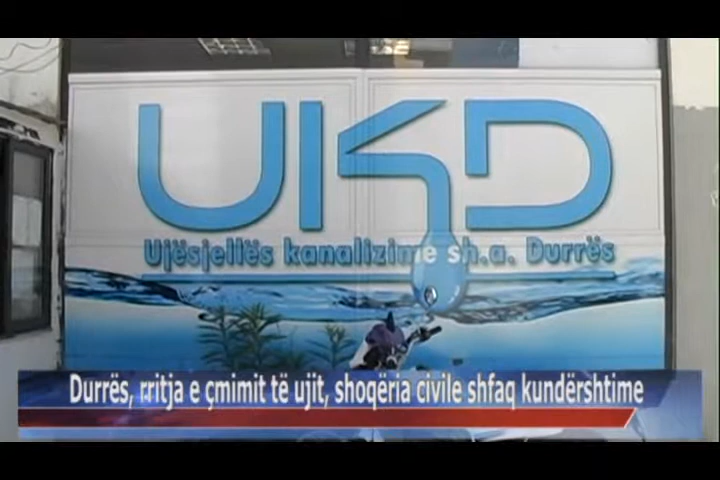 UKD
Ujësjellës kanalizime sh.a. Durrës
Durrës, rritja e çmimit të ujit, shoqëria civile shfaq kundërshtime